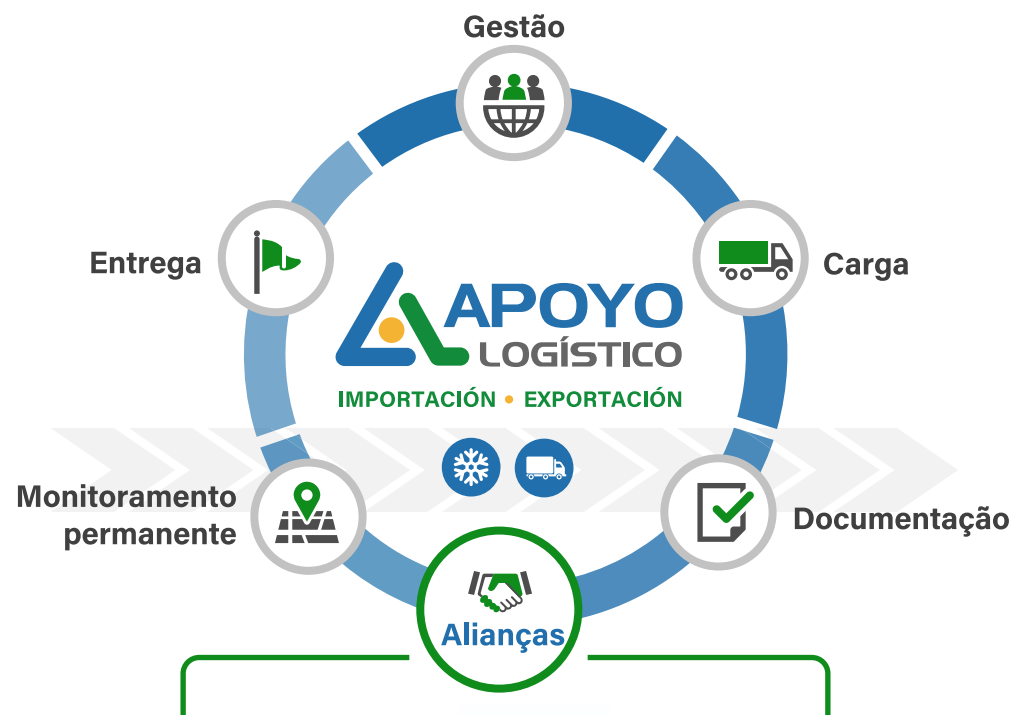 Gestão
Entrega
Carga
APOYO
LOGÍSTICO
IMPORTACIÓN • EXPORTACIÓN
Monitoramento
permanente
Documentação
Alianças